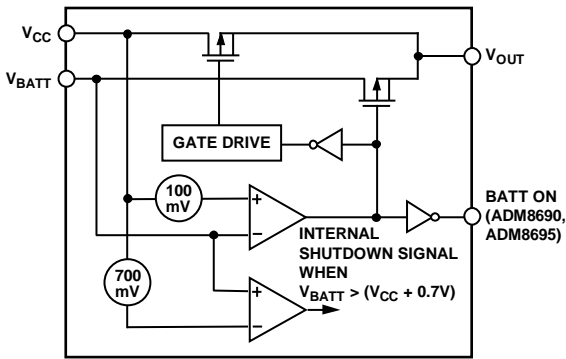 VCC
VBATT
VOUT
GATE DRIVE
100
mV
+
−
BATT ON
(ADM8690,
ADM8695)
INTERNAL
SHUTDOWN SIGNAL
WHEN
VBATT > (VCC + 0.7V)
700
mV
+
−